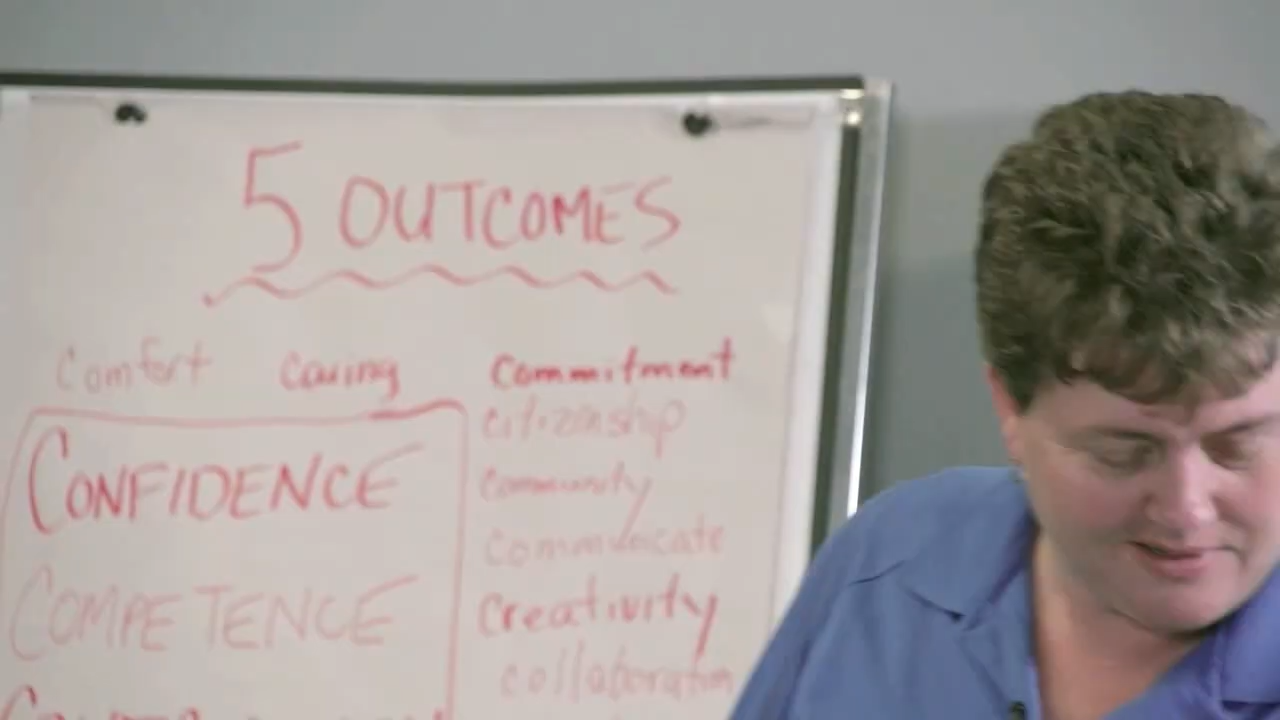 5 OUTCOMES
Comfort Caring Commitment
citizenship
CONFIDENCE
community
communicate
COMPETENCE
creativity
collaboration